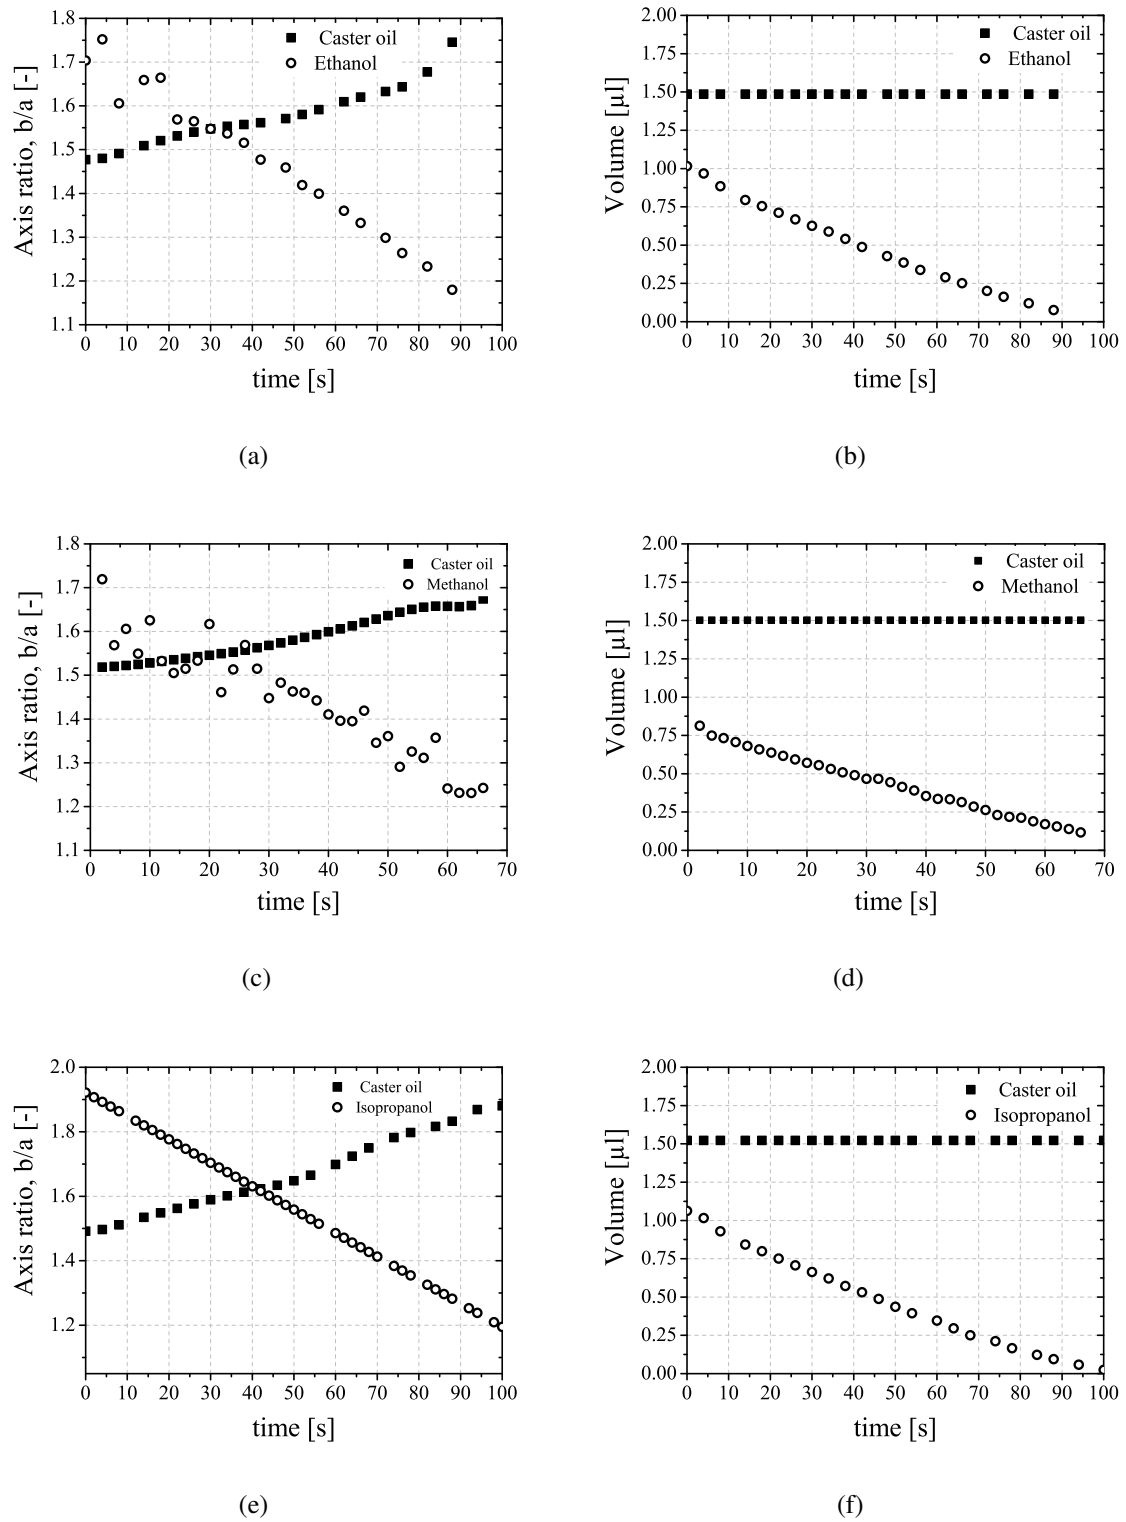 1.8
1.7
1.6
1.5
1.4
1.3
1.2
1.1
Axis ratio, b/a [-]
Caster oil
Ethanol
0 10 20 30 40 50 60 70 80 90 100
time [s]
(a)
2.00
1.75
1.50
1.25
1.00
0.75
0.50
0.25
0.00
Volume [µl]
Caster oil
Ethanol
0 10 20 30 40 50 60 70 80 90 100
time [s]
(b)
1.8
1.7
1.6
1.5
1.4
1.3
1.2
1.1
Axis ratio, b/a [-]
Caster oil
Methanol
0 10 20 30 40 50 60 70
time [s]
(c)
2.00
1.75
1.50
1.25
1.00
0.75
0.50
0.25
0.00
Volume [µl]
Caster oil
Methanol
0 10 20 30 40 50 60 70
time [s]
(d)
2.0
1.8
1.6
1.4
1.2
Axis ratio, b/a [-]
Caster oil
Isopropanol
0 10 20 30 40 50 60 70 80 90 100
time [s]
(e)
2.00
1.75
1.50
1.25
1.00
0.75
0.50
0.25
0.00
Volume [µl]
Caster oil
Isopropanol
0 10 20 30 40 50 60 70 80 90 100
time [s]
(f)